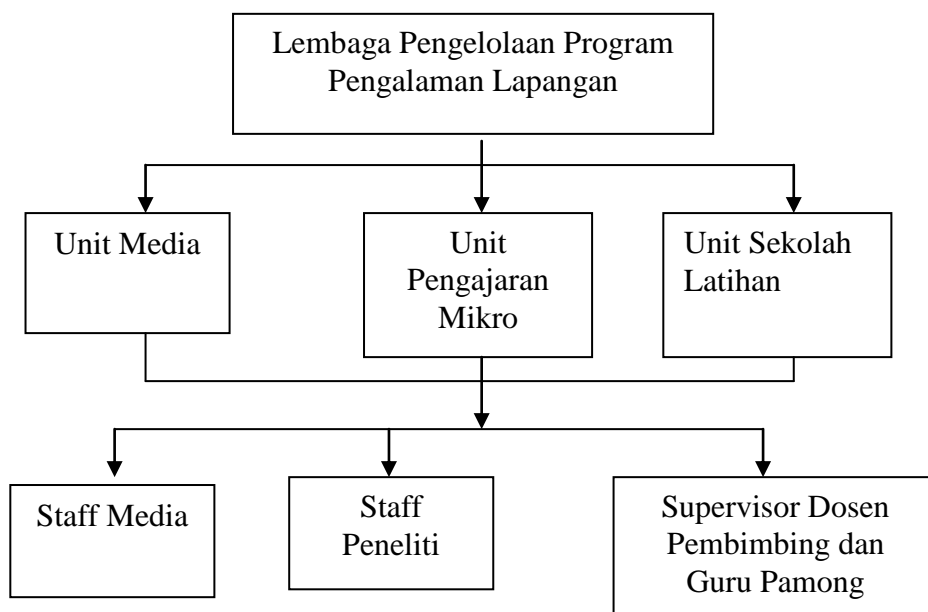 Lembaga Pengelolaan Program
Pengalaman Lapangan
Unit Media
Unit
Pengajaran
Mikro
Unit Sekolah
Latihan
Staff Media
Staff
Peneliti
Supervisor Dosen
Pembimbing dan
Guru Pamong